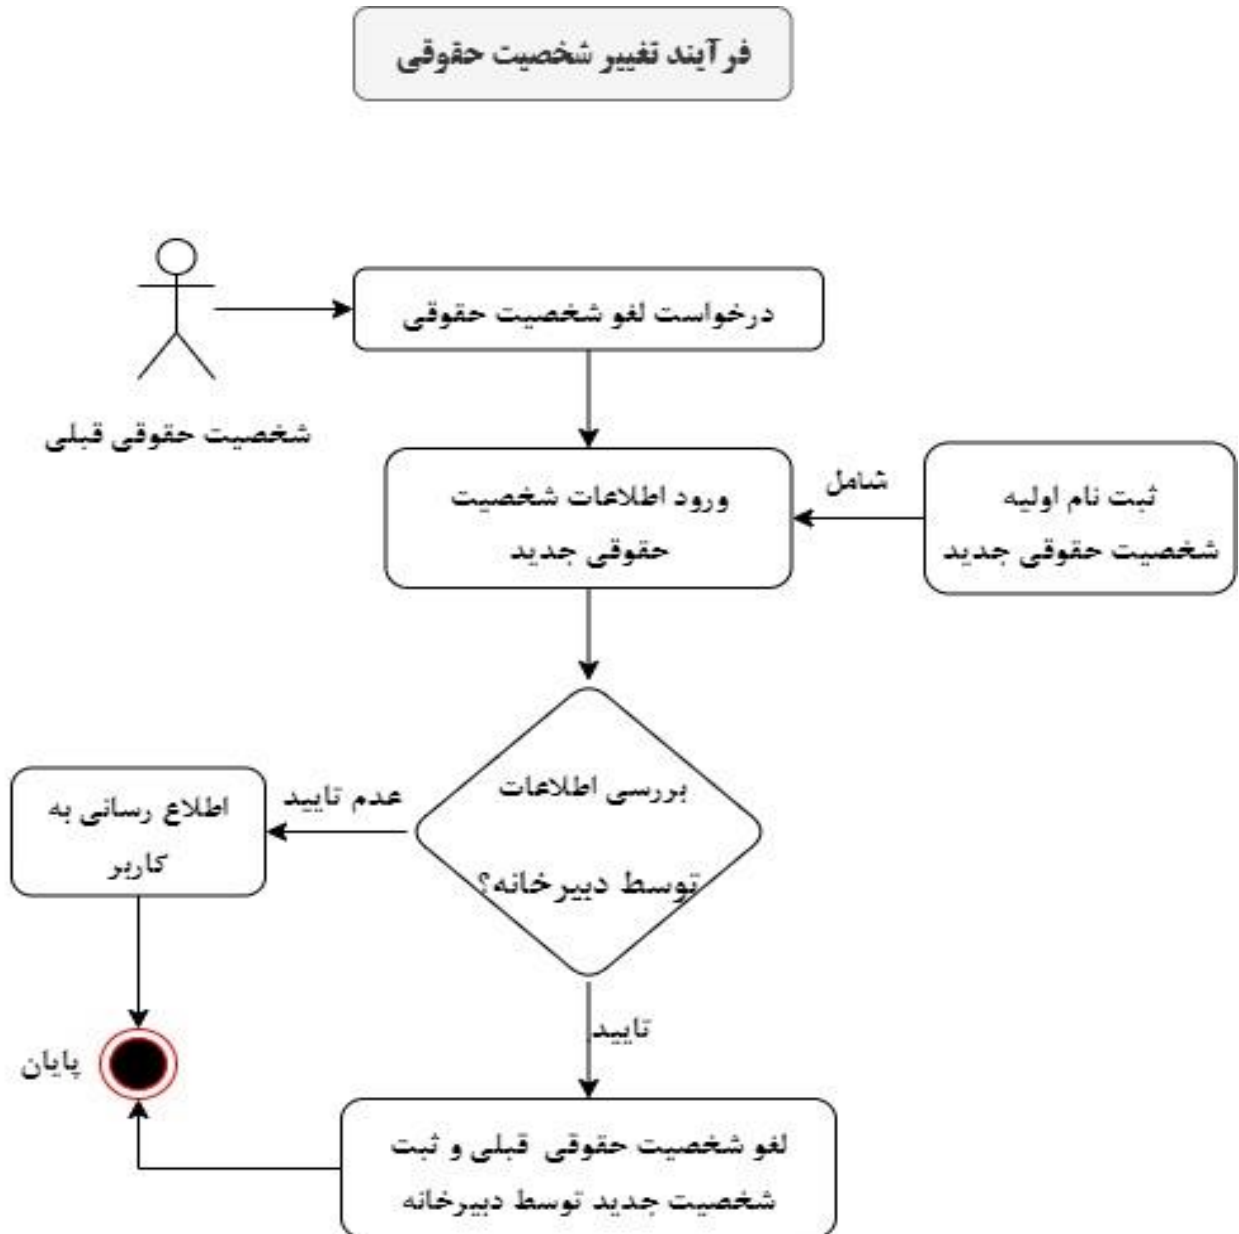 فرآیند تغییر شخصیت حقوقی
درخواست لغو شخصیت حقوقی
شخصیت حقوقی قبلی
ورود اطلاعات شخصیت
حقوقی جدید
شامل
ثبت نام اولیه
شخصیت حقوقی جدید
بررسی اطلاعات
توسط دبیرخانه؟
عدم تایید
اطلاع رسانی به
کاربر
تایید
پایان
لغو شخصیت حقوقی قبلی و ثبت
شخصیت جدید توسط دبیرخانه